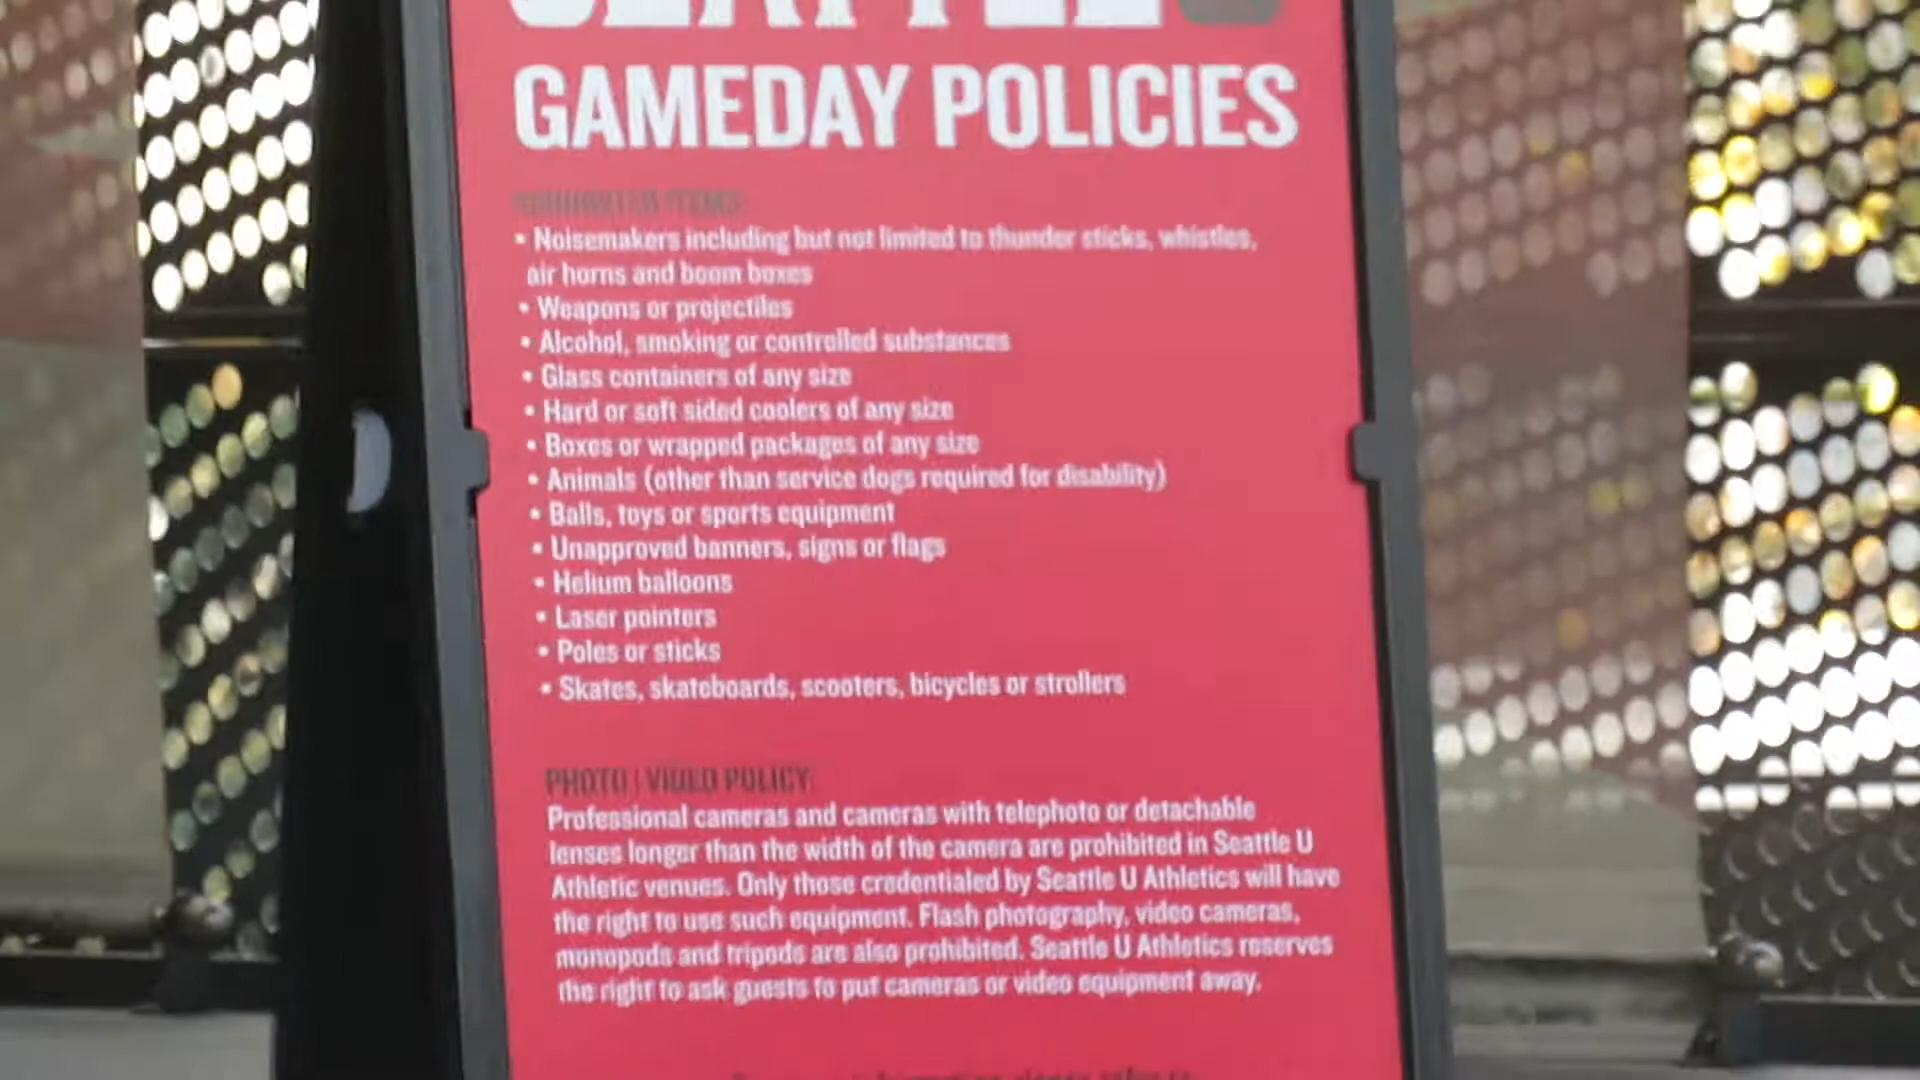 SEATTLE U
GAMEDAY POLICIES
PROHIBITED ITEMS:
• Noisemakers including but not limited to thunder sticks, whistles,
air horns and boom boxes
• Weapons or projectiles
• Alcohol, smoking or controlled substances
• Glass containers of any size
• Hard or soft sided coolers of any size
• Boxes or wrapped packages of any size
• Animals (other than service dogs required for disability)
• Balls, toys or sports equipment
• Unapproved banners, signs or flags
• Helium balloons
• Laser pointers
• Poles or sticks
• Skates, skateboards, scooters, bicycles or strollers
PHOTO | VIDEO POLICY:
Professional cameras and cameras with telephoto or detachable
lenses longer than the width of the camera are prohibited in Seattle U
Athletic venues. Only those credentialed by Seattle U Athletics will have
the right to use such equipment. Flash photography, video cameras,
monopods and tripods are also prohibited. Seattle U Athletics reserves
the right to ask guests to put cameras or video equipment away.